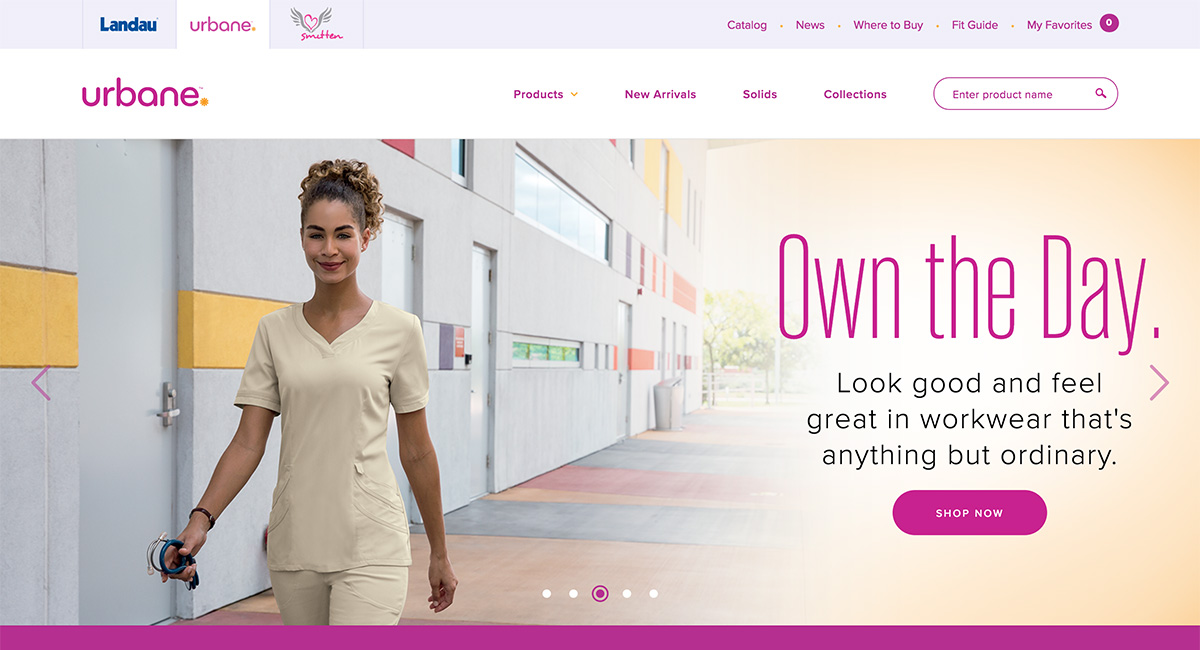 Landau
urbane
smitten
Catalog • News • Where to Buy • Fit Guide • My Favorites 0
urbane™
Products New Arrivals Solids Collections Enter product name
Own the Day.
Look good and feel
great in workwear that's
anything but ordinary.
SHOP NOW